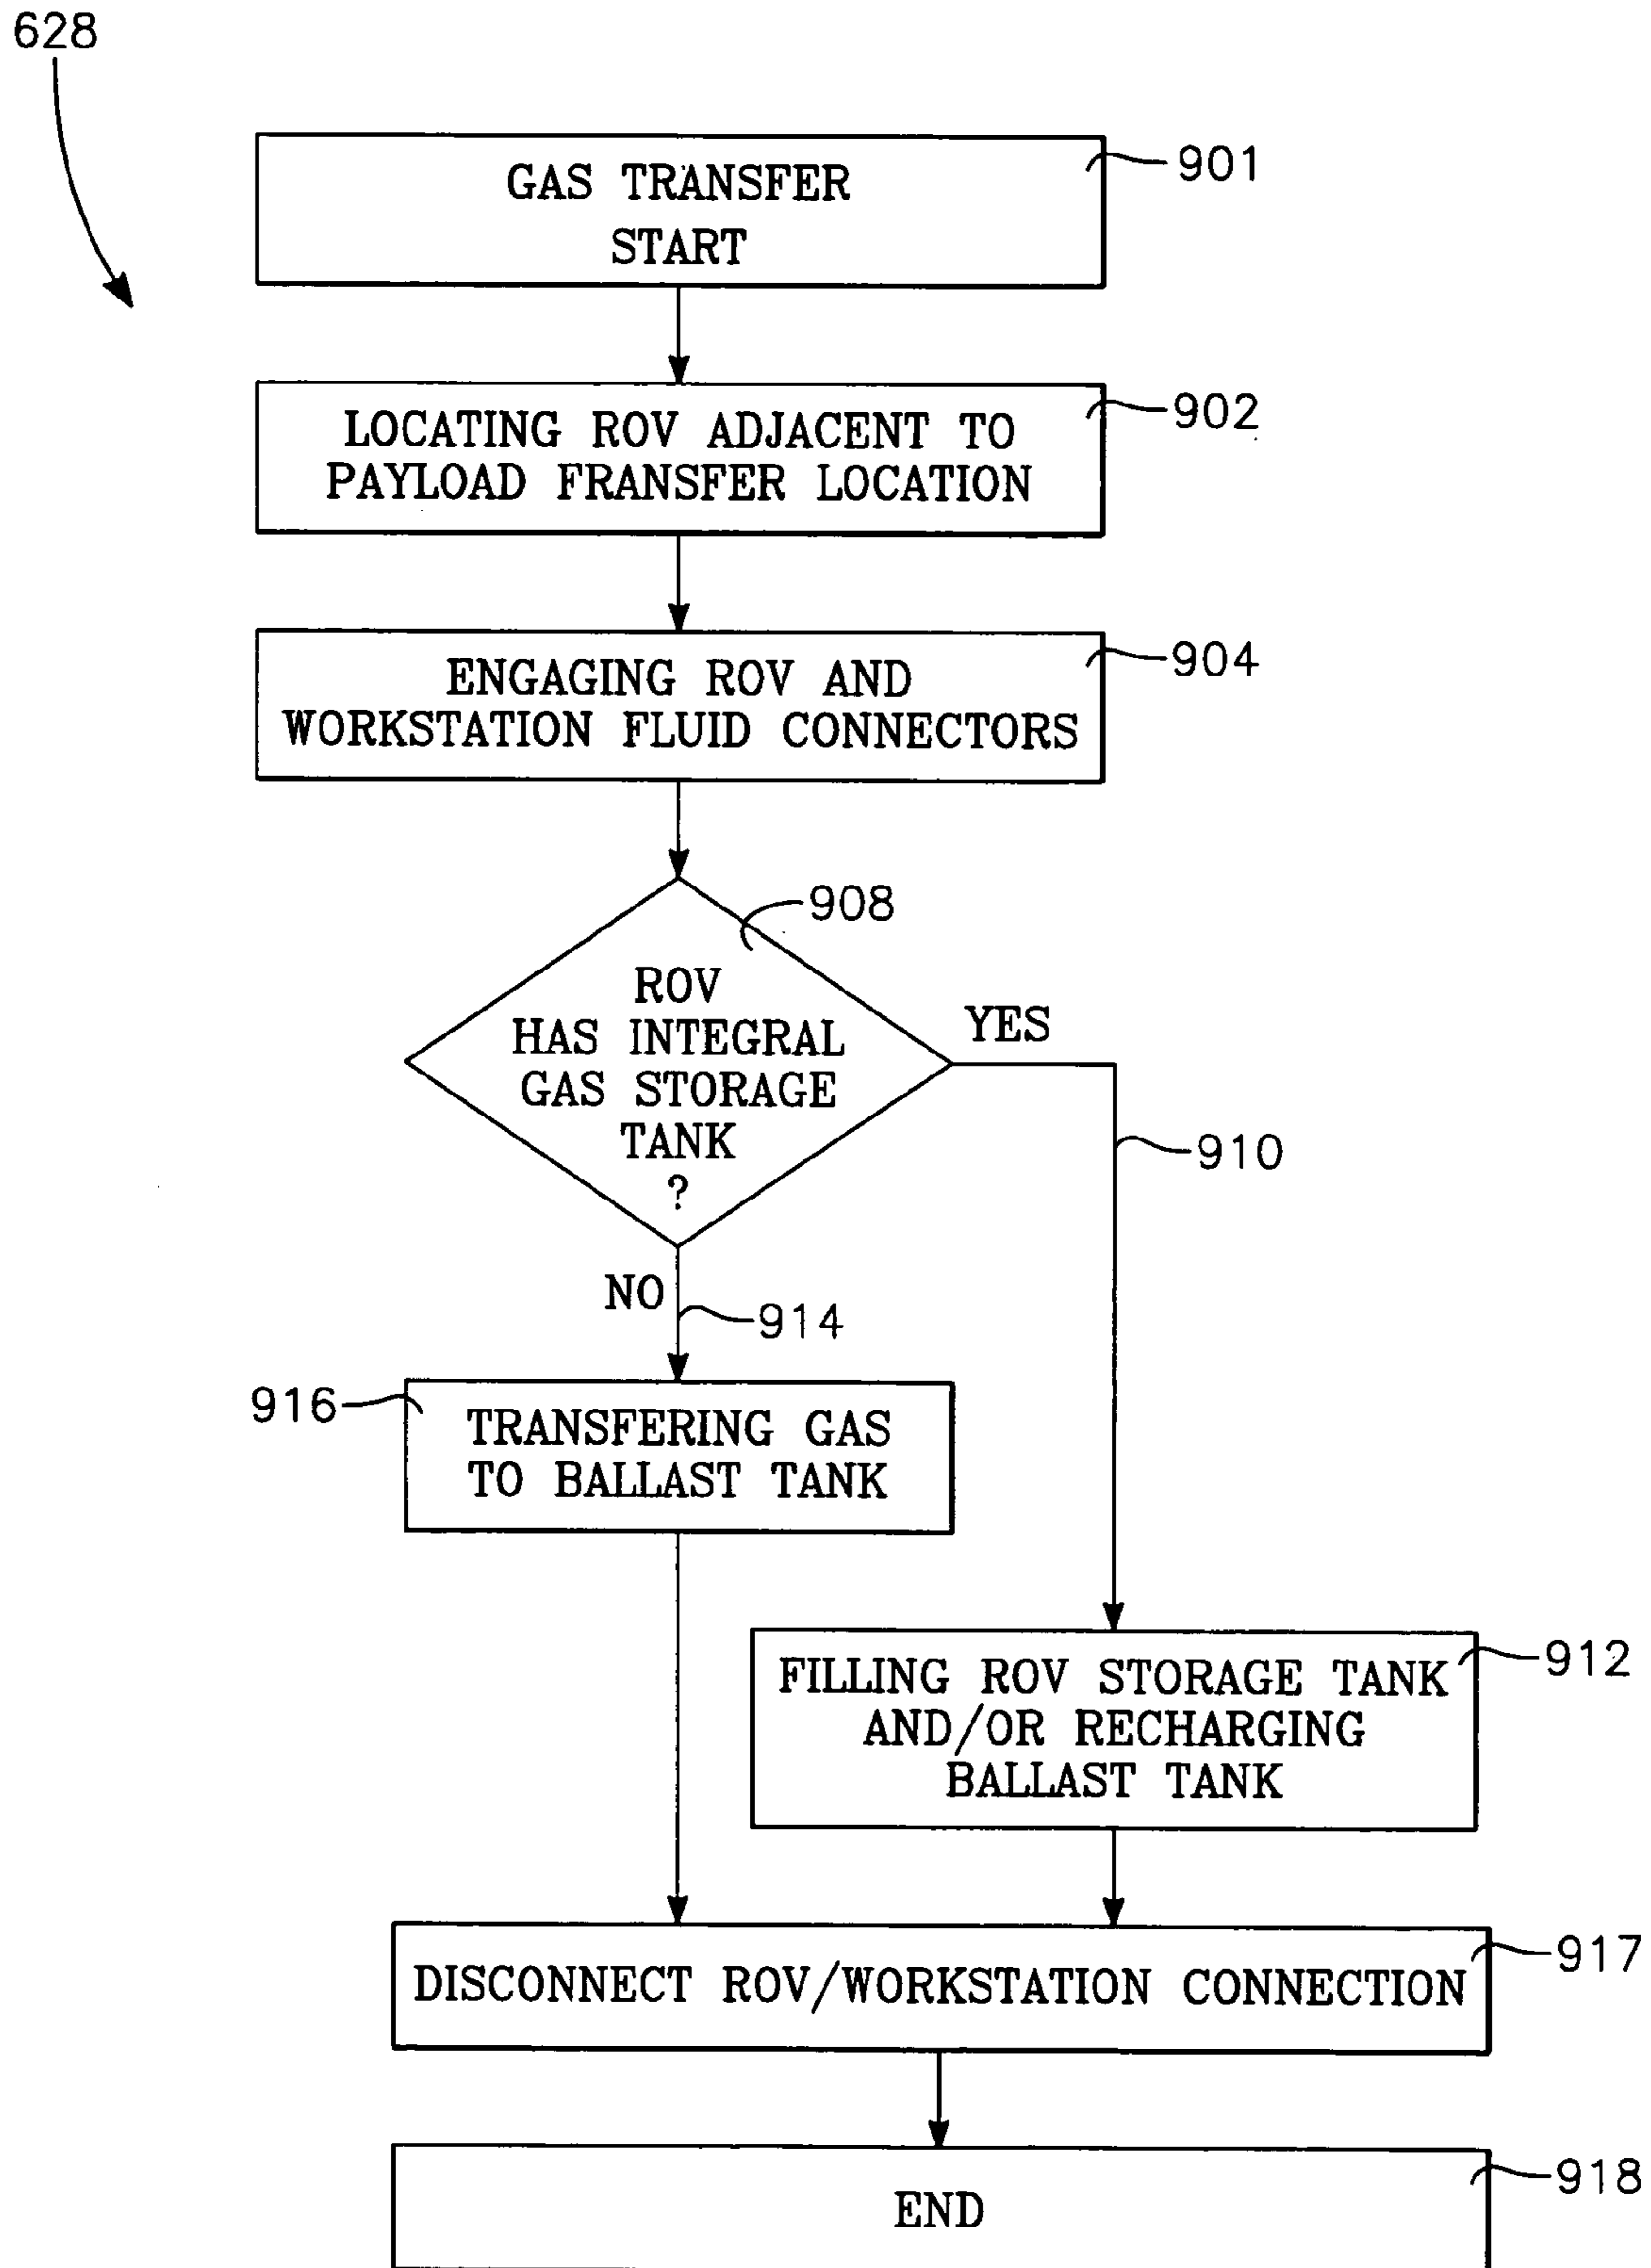 628
GAS TRANSFER
START
901
LOCATING ROV ADJACENT TO
PAYLOAD FRANSFER LOCATION
902
ENGAGING ROV AND
WORKSTATION FLUID CONNECTORS
904
908
ROV
HAS INTEGRAL
GAS STORAGE
TANK
?
YES
910
NO
914
916
TRANSFERING GAS
TO BALLAST TANK
FILLING ROV STORAGE TANK
AND/OR RECHARGING
BALLAST TANK
912
DISCONNECT ROV/WORKSTATION CONNECTION
917
END
918